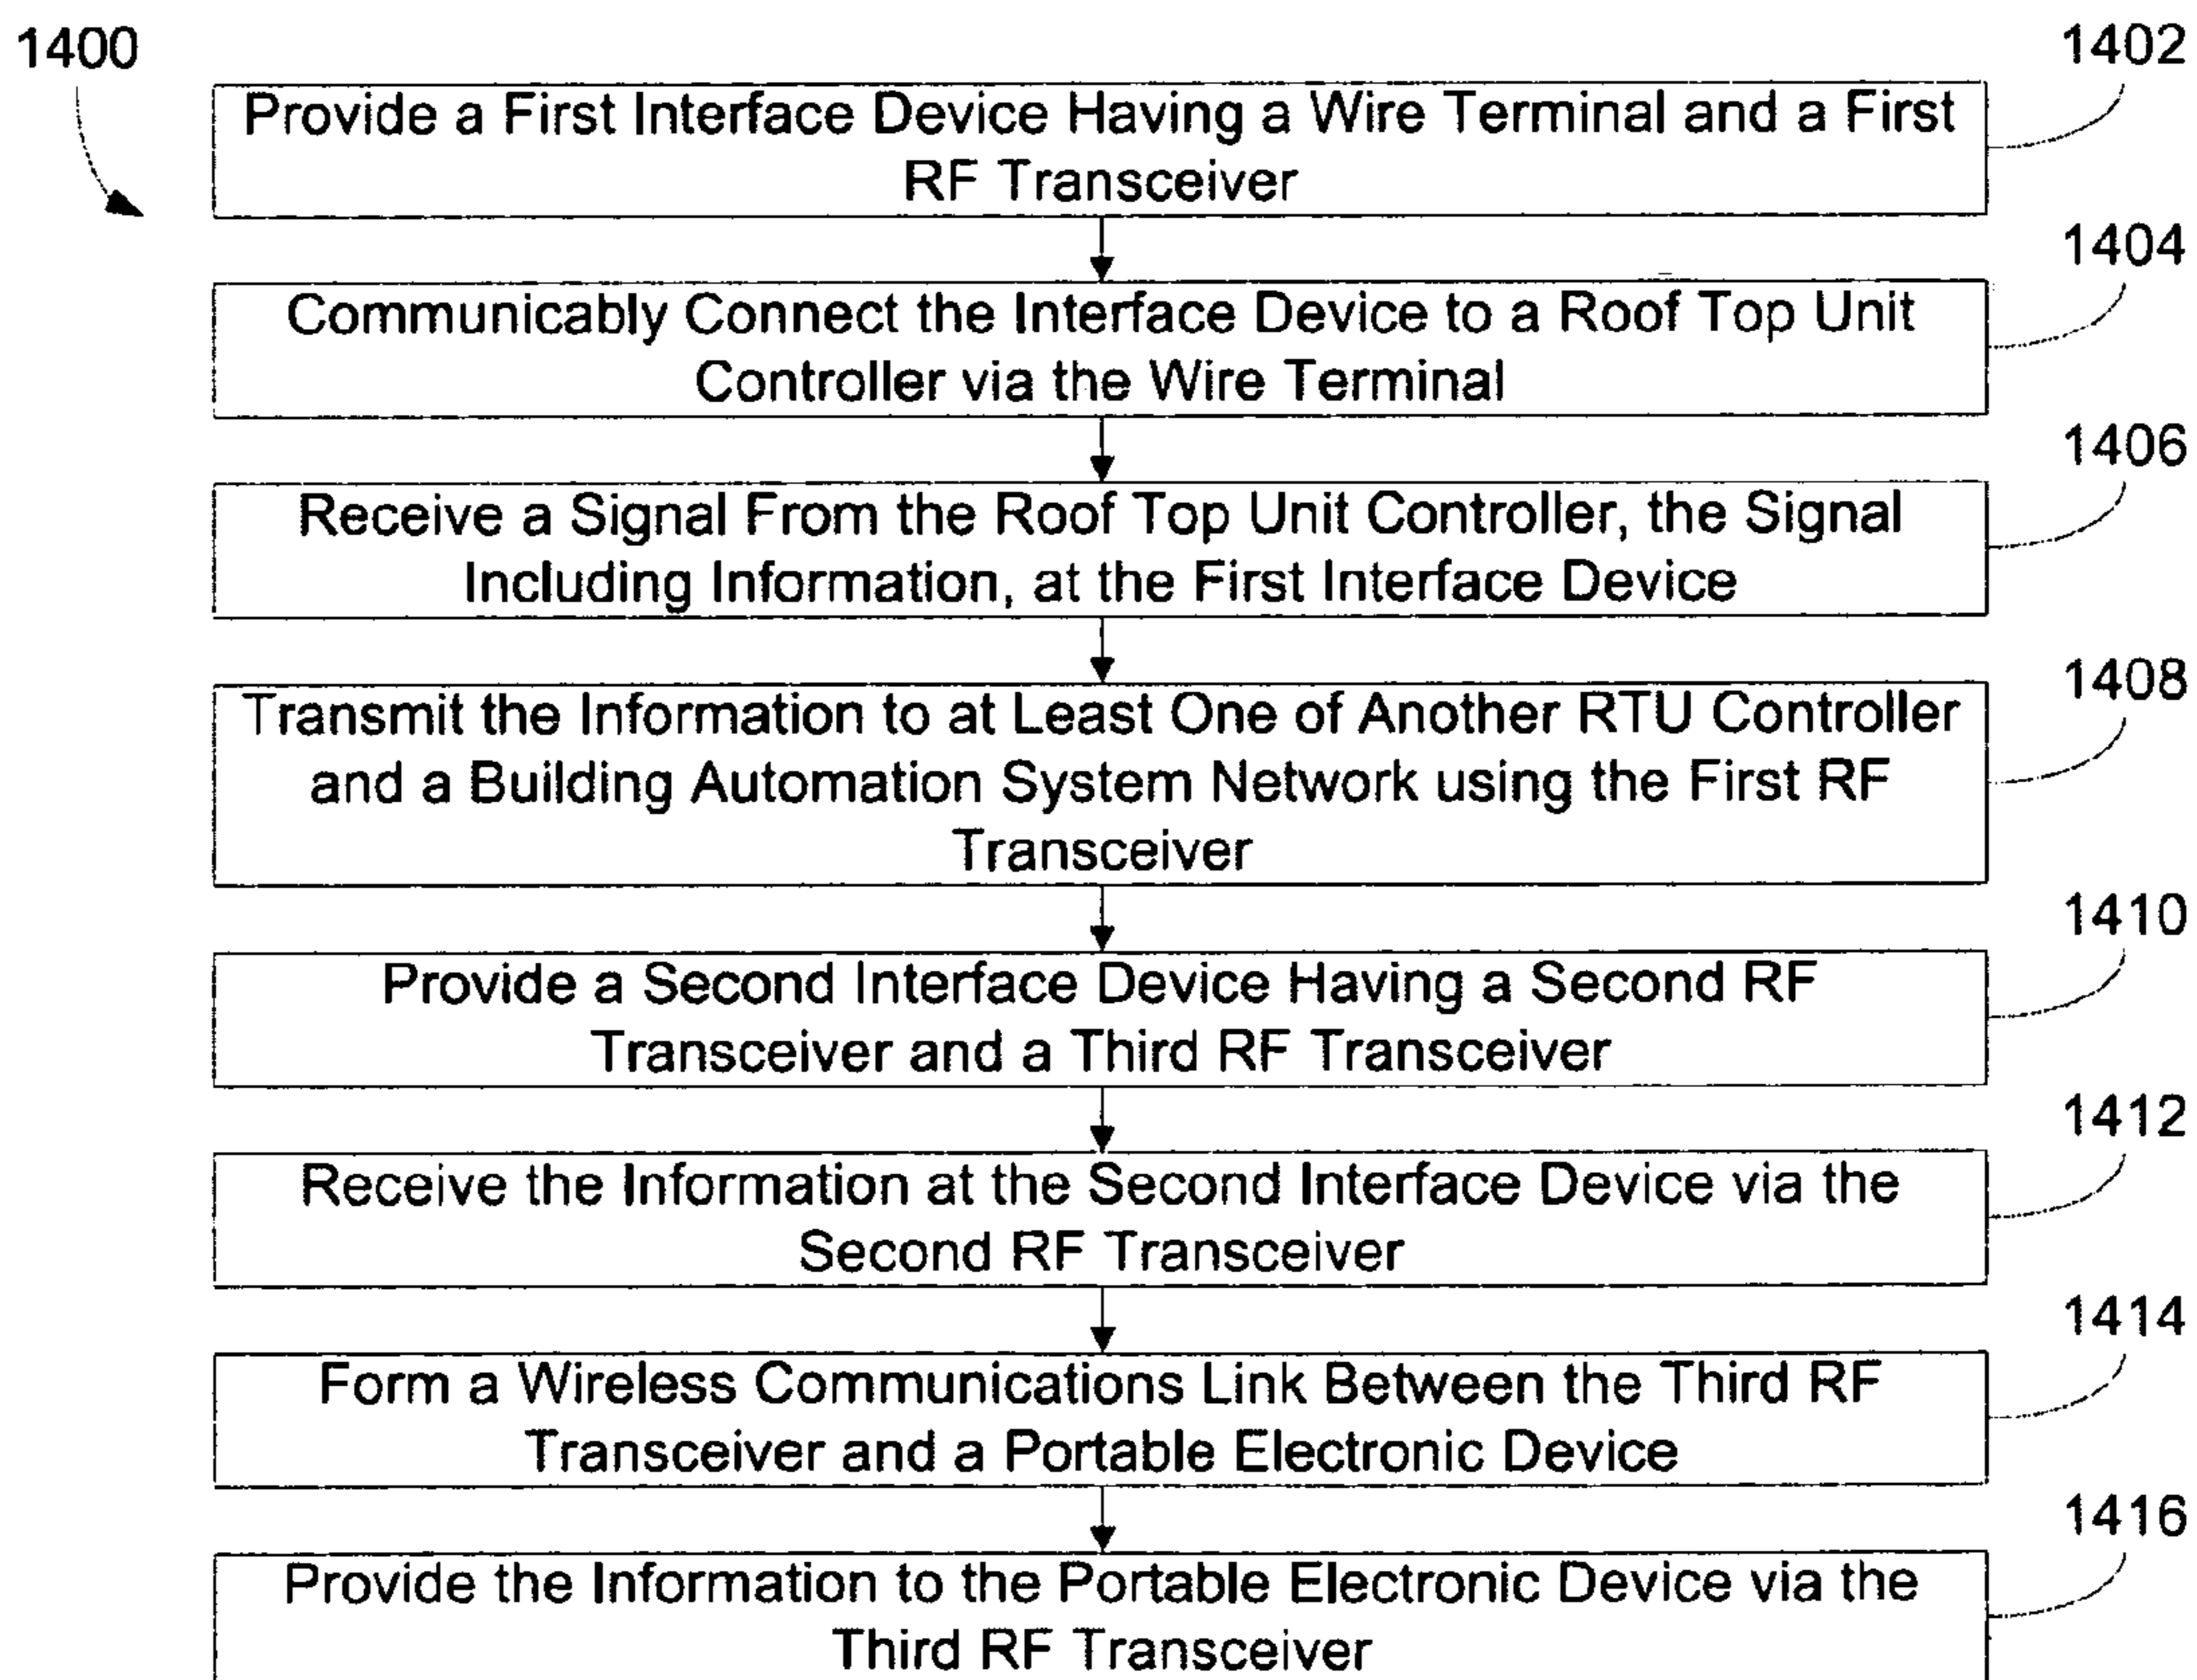 1400
1402
Provide a First Interface Device Having a Wire Terminal and a First
RF Transceiver
1404
Communicably Connect the Interface Device to a Roof Top Unit
Controller via the Wire Terminal
1406
Receive a Signal From the Roof Top Unit Controller, the Signal
Including Information, at the First Interface Device
1408
Transmit the Information to at Least One of Another RTU Controller
and a Building Automation System Network using the First RF
Transceiver
1410
Provide a Second Interface Device Having a Second RF
Transceiver and a Third RF Transceiver
1412
Receive the Information at the Second Interface Device via the
Second RF Transceiver
1414
Form a Wireless Communications Link Between the Third RF
Transceiver and a Portable Electronic Device
1416
Provide the Information to the Portable Electronic Device via the
Third RF Transceiver